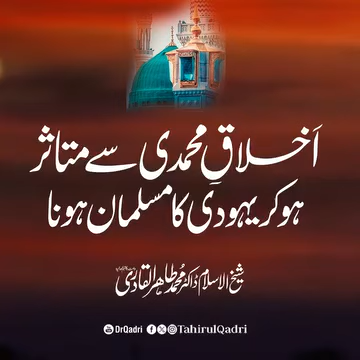 اَخلاقِ محمدی سے متاثر
ہو کر یہودی کا مسلمان ہونا
شیخ الاسلام ڈاکٹر محمد طاہر القادری
DrQadri TahirulQadri